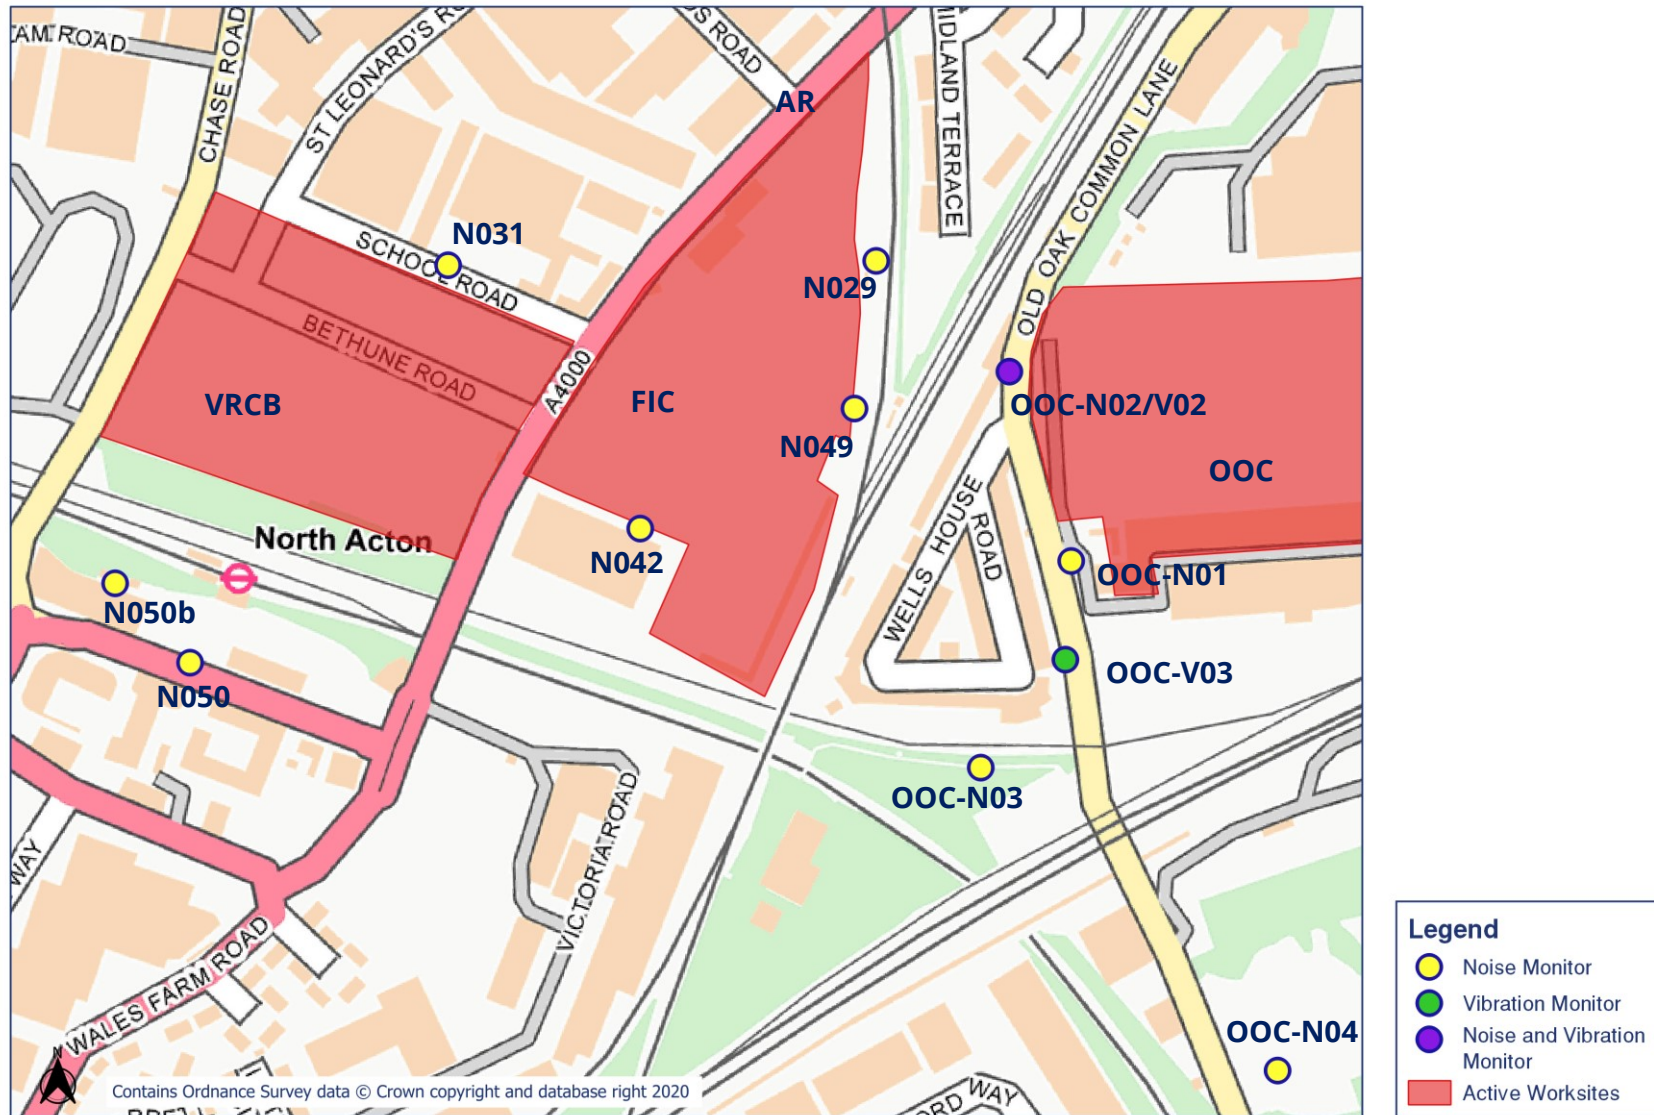 CHASE ROAD
ST LEONARD'S
ROAD
MIDLAND TERRACE
OLD OAK COMMON LANE
AR
N031
SCHOOL ROAD
N029
BETHUNE ROAD
A4000
VRCB
FIC
OOC-N02/V02
N049
OOC
WELLS HOUSE ROAD
North Acton
N042
OOC-N01
N050b
N050
OOC-V03
OOC-N03
VICTORIA ROAD
WAY
WALES FARM ROAD
OOC-N04
WAY
N
Contains Ordnance Survey data © Crown copyright and database right 2020
Legend
Noise Monitor
Vibration Monitor
Noise and Vibration
Monitor
Active Worksites